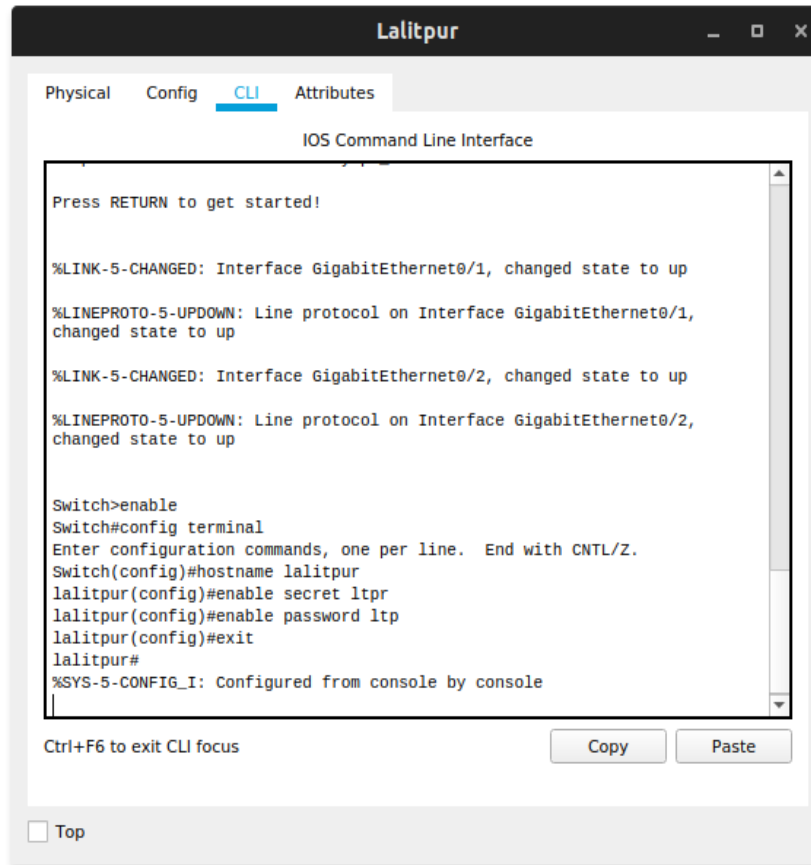 Lalitpur
Physical Config CLI Attributes
IOS Command Line Interface
Press RETURN to get started!
%LINK-5-CHANGED: Interface GigabitEthernet0/1, changed state to up
%LINEPROTO-5-UPDOWN: Line protocol on Interface GigabitEthernet0/1,
changed state to up
%LINK-5-CHANGED: Interface GigabitEthernet0/2, changed state to up
%LINEPROTO-5-UPDOWN: Line protocol on Interface GigabitEthernet0/2,
changed state to up
Switch>enable
Switch#config terminal
Enter configuration commands, one per line.  End with CNTL/Z.
Switch(config)#hostname lalitpur
lalitpur(config)#enable secret ltpr
lalitpur(config)#enable password ltp
lalitpur(config)#exit
lalitpur#
%SYS-5-CONFIG_I: Configured from console by console
Ctrl+F6 to exit CLI focus Copy Paste
Top